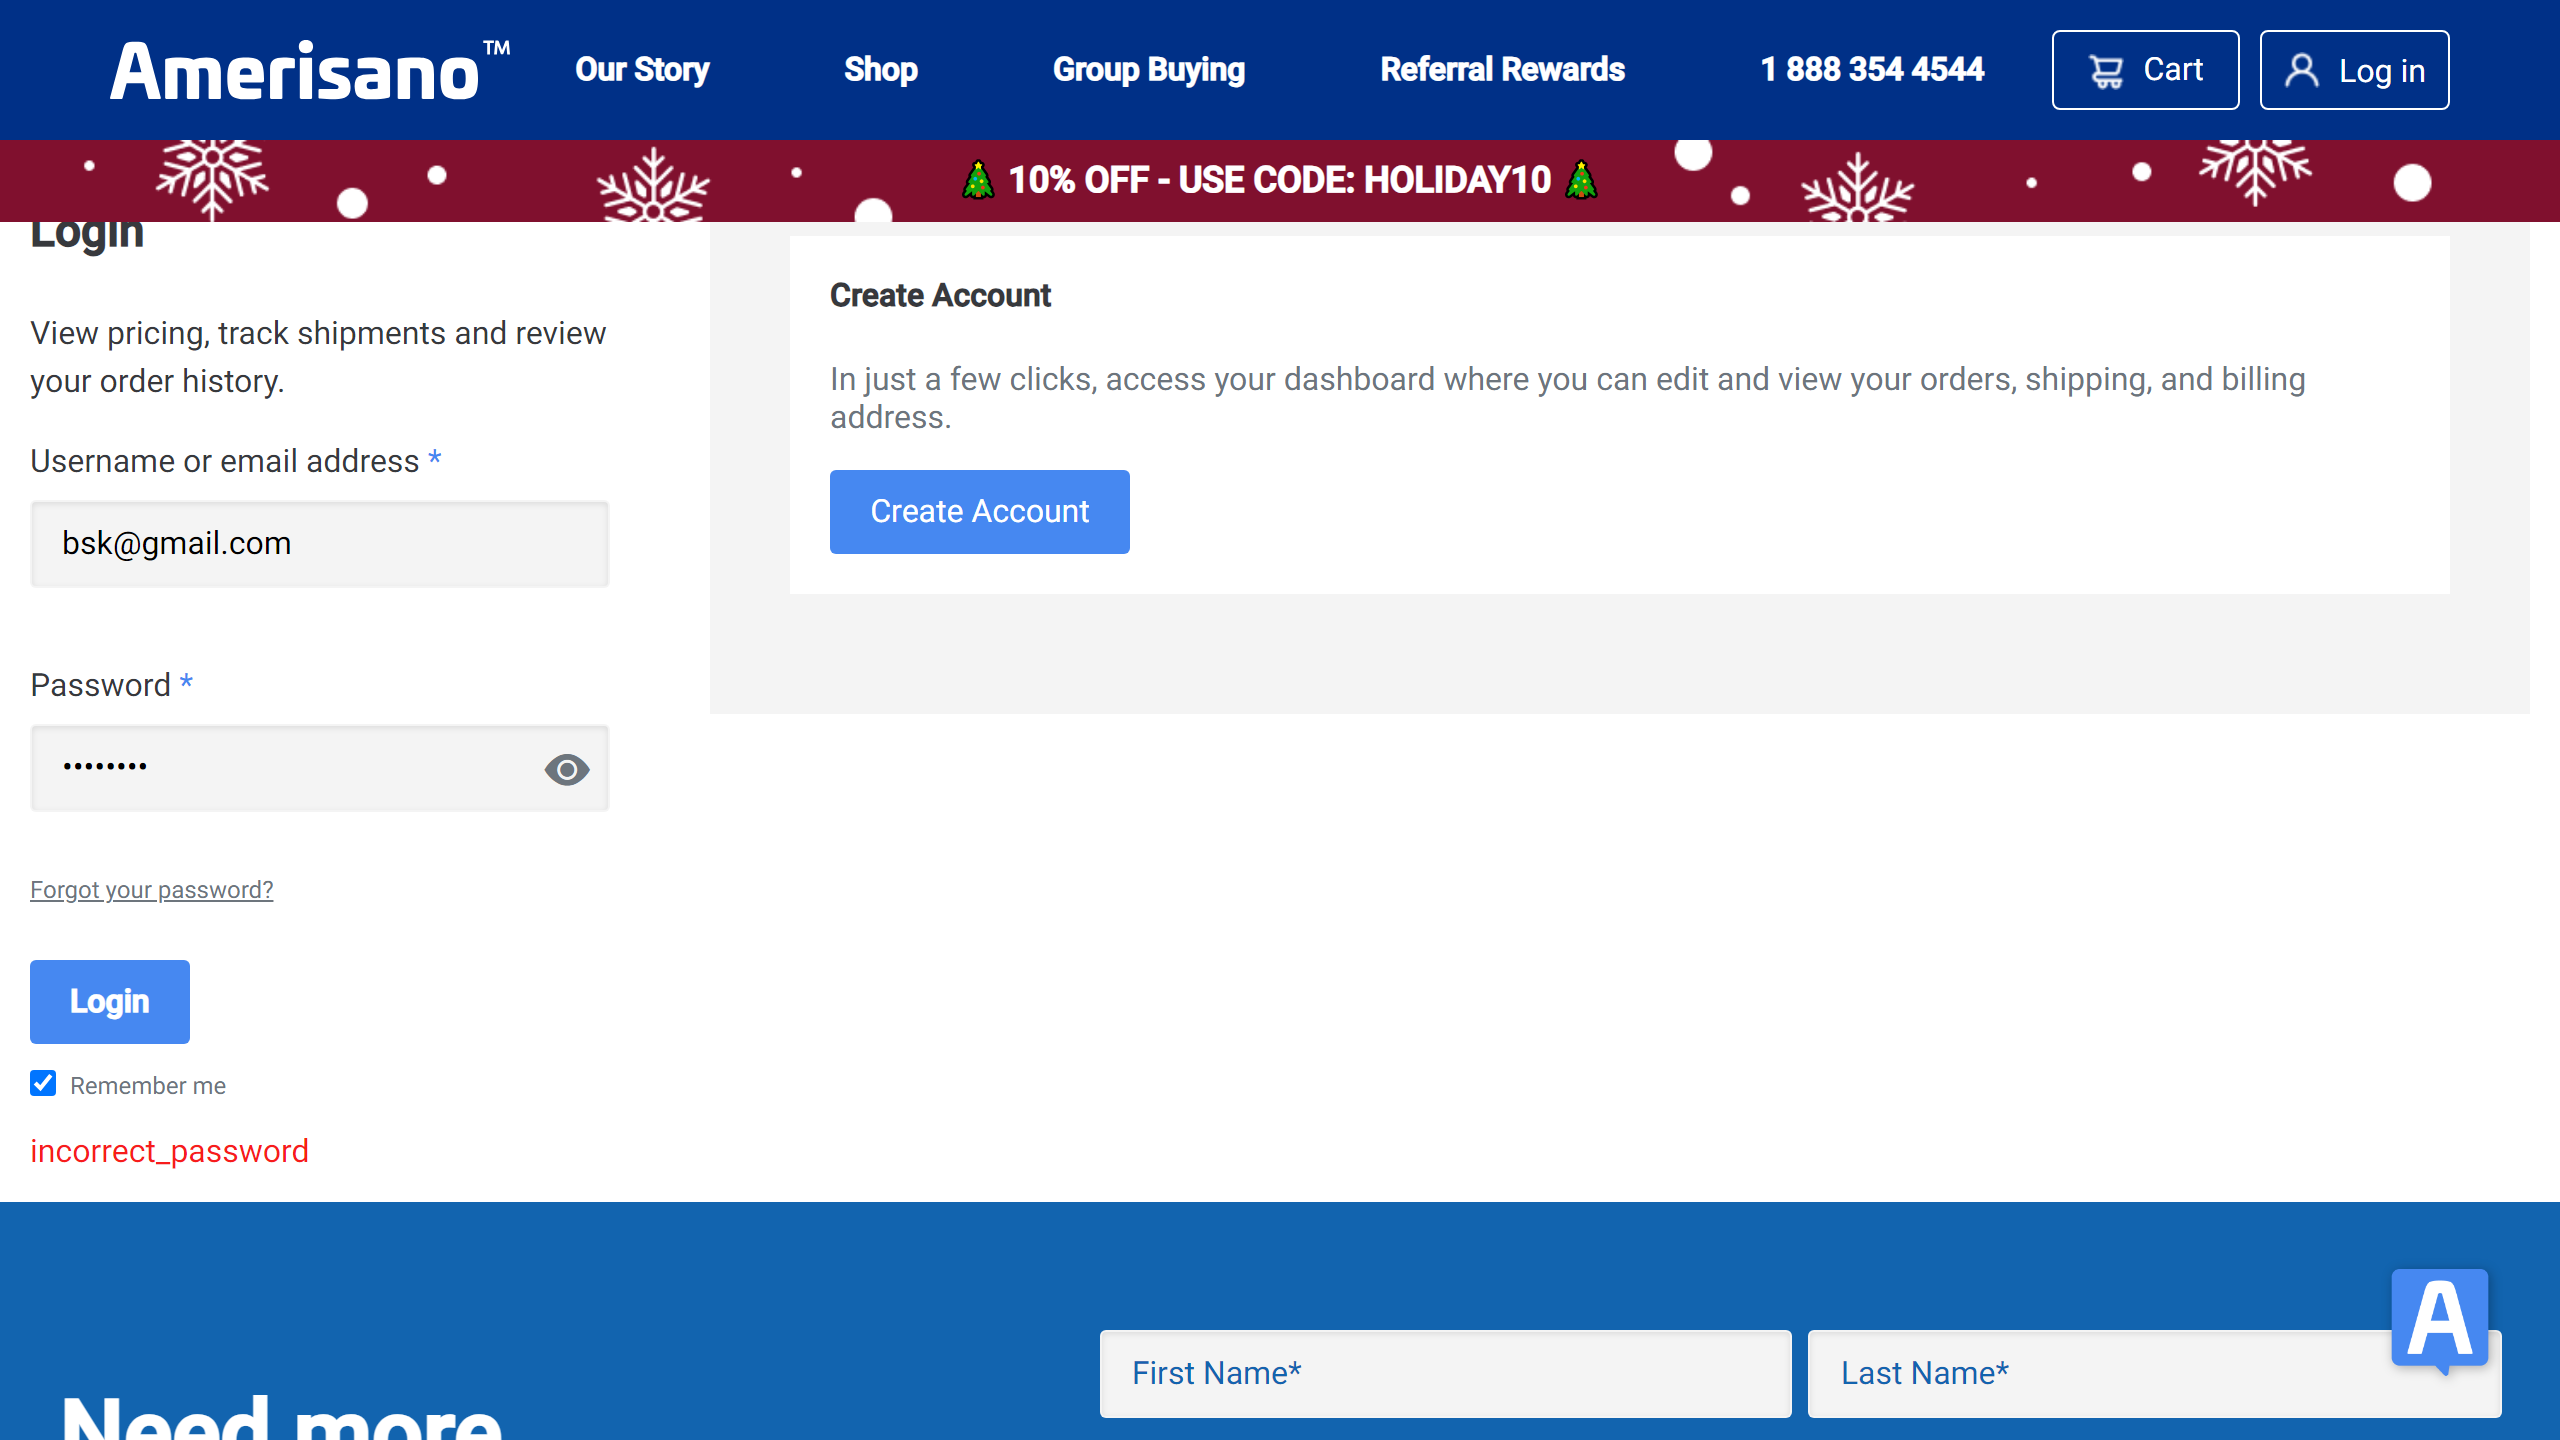 Amerisano™
Our Story
Shop
Group Buying
Referral Rewards
1 888 354 4544
Cart
Log in
🎄 10% OFF - USE CODE: HOLIDAY10 🎄
Login
View pricing, track shipments and review
your order history.
Username or email address *
bsk@gmail.com
Password *
••••••••
Forgot your password?
Login
Remember me
incorrect_password
Create Account
In just a few clicks, access your dashboard where you can edit and view your orders, shipping, and billing
address.
Create Account
Need more
First Name*
Last Name*
A